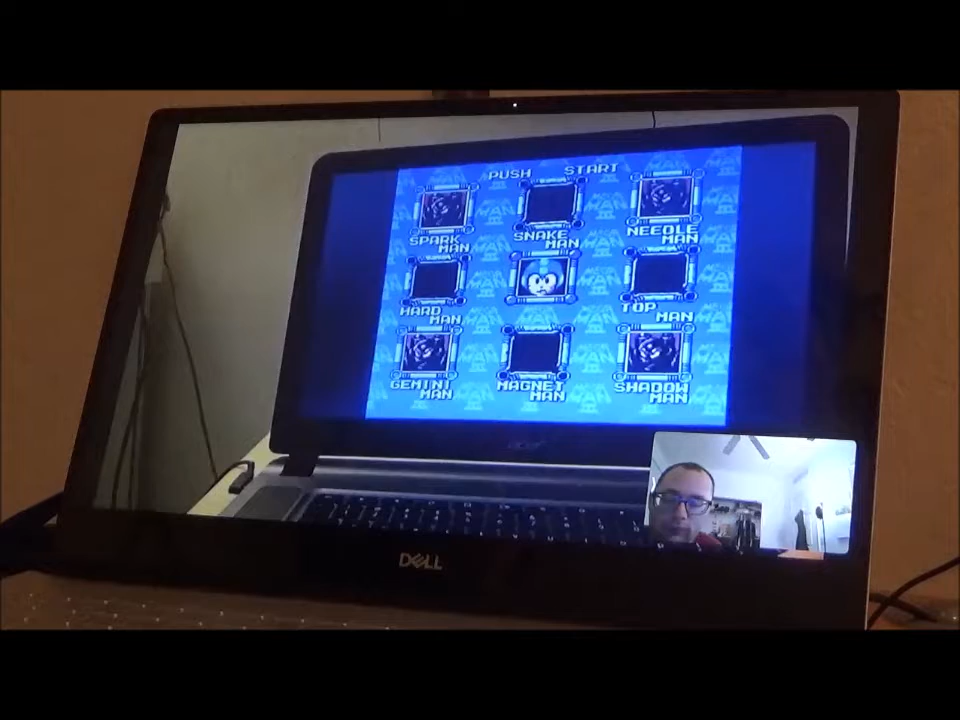 PUSH START
SPARK
MAN
SNAKE
MAN
NEEDLE
MAN
HARD
MAN
TOP
MAN
GEMINI
MAN
MAGNET
MAN
SHADOW
MAN
acer
DELL